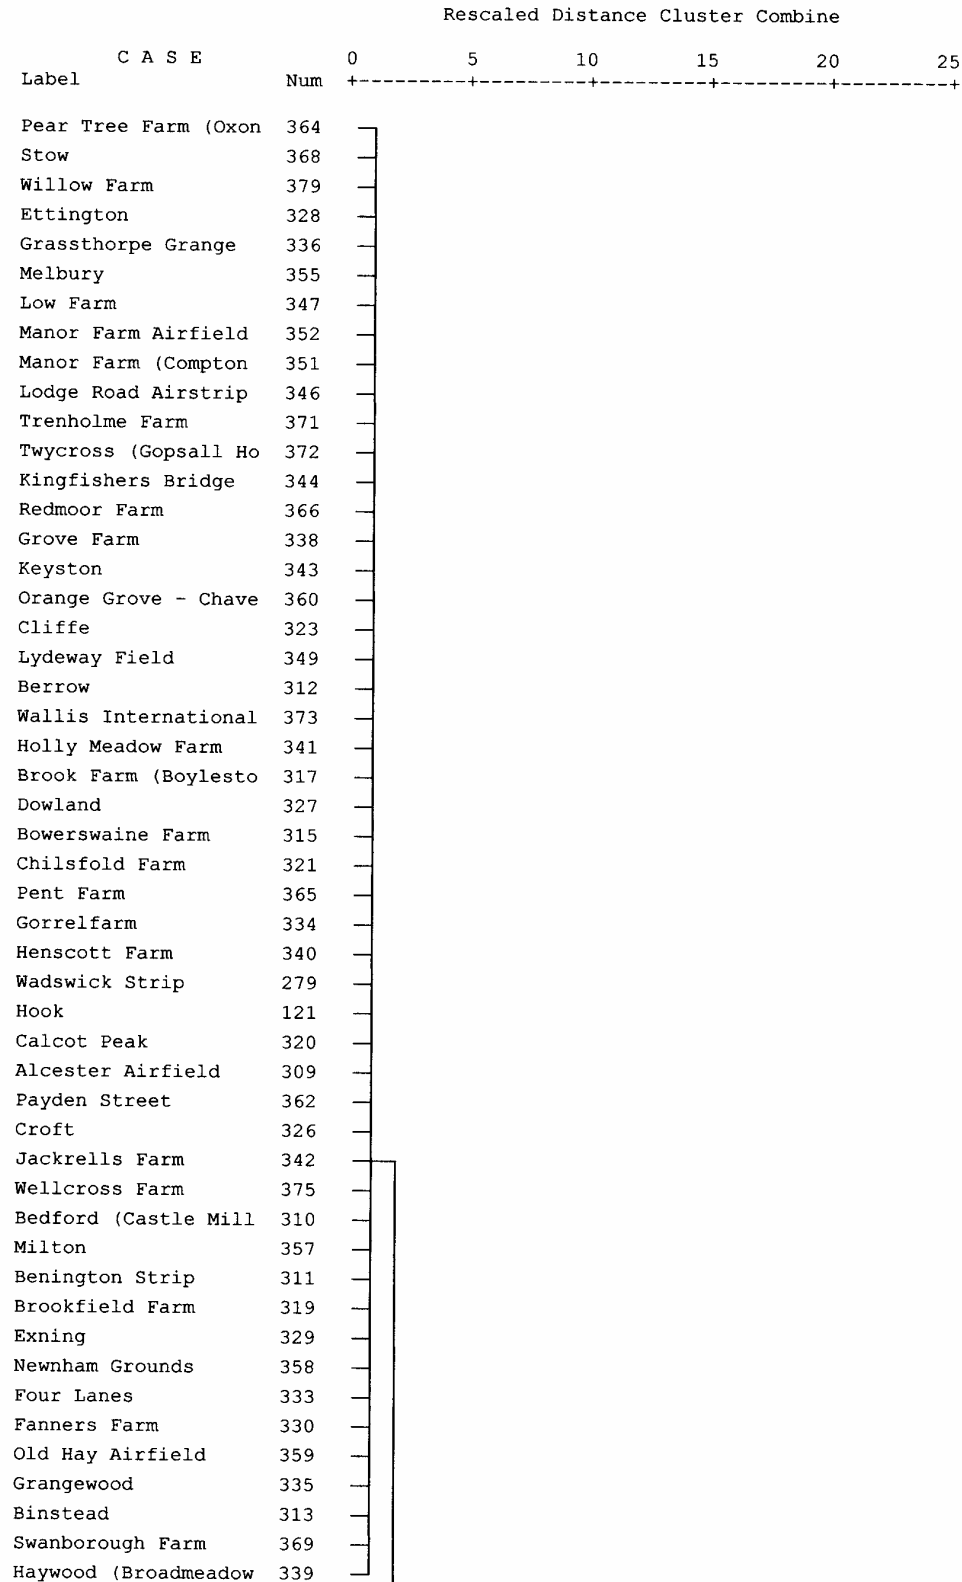 Rescaled Distance Cluster Combine
C A S E 0 5 10 15 20 25
Label Num +---------+---------+---------+---------+---------+
Pear Tree Farm (Oxon 364
Stow 368
Willow Farm 379
Ettington 328
Grassthorpe Grange 336
Melbury 355
Low Farm 347
Manor Farm Airfield 352
Manor Farm (Compton 351
Lodge Road Airstrip 346
Trenholme Farm 371
Twycross (Gopsall Ho 372
Kingfishers Bridge 344
Redmoor Farm 366
Grove Farm 338
Keyston 343
Orange Grove - Chave 360
Cliffe 323
Lydeway Field 349
Berrow 312
Wallis International 373
Holly Meadow Farm 341
Brook Farm (Boylesto 317
Dowland 327
Bowerswaine Farm 315
Chilsfold Farm 321
Pent Farm 365
Gorrelfarm 334
Henscott Farm 340
Wadswick Strip 279
Hook 121
Calcot Peak 320
Alcester Airfield 309
Payden Street 362
Croft 326
Jackrells Farm 342
Wellcross Farm 375
Bedford (Castle Mill 310
Milton 357
Benington Strip 311
Brookfield Farm 319
Exning 329
Newnham Grounds 358
Four Lanes 333
Fanners Farm 330
Old Hay Airfield 359
Grangewood 335
Binstead 313
Swanborough Farm 369
Haywood (Broadmeadow 339